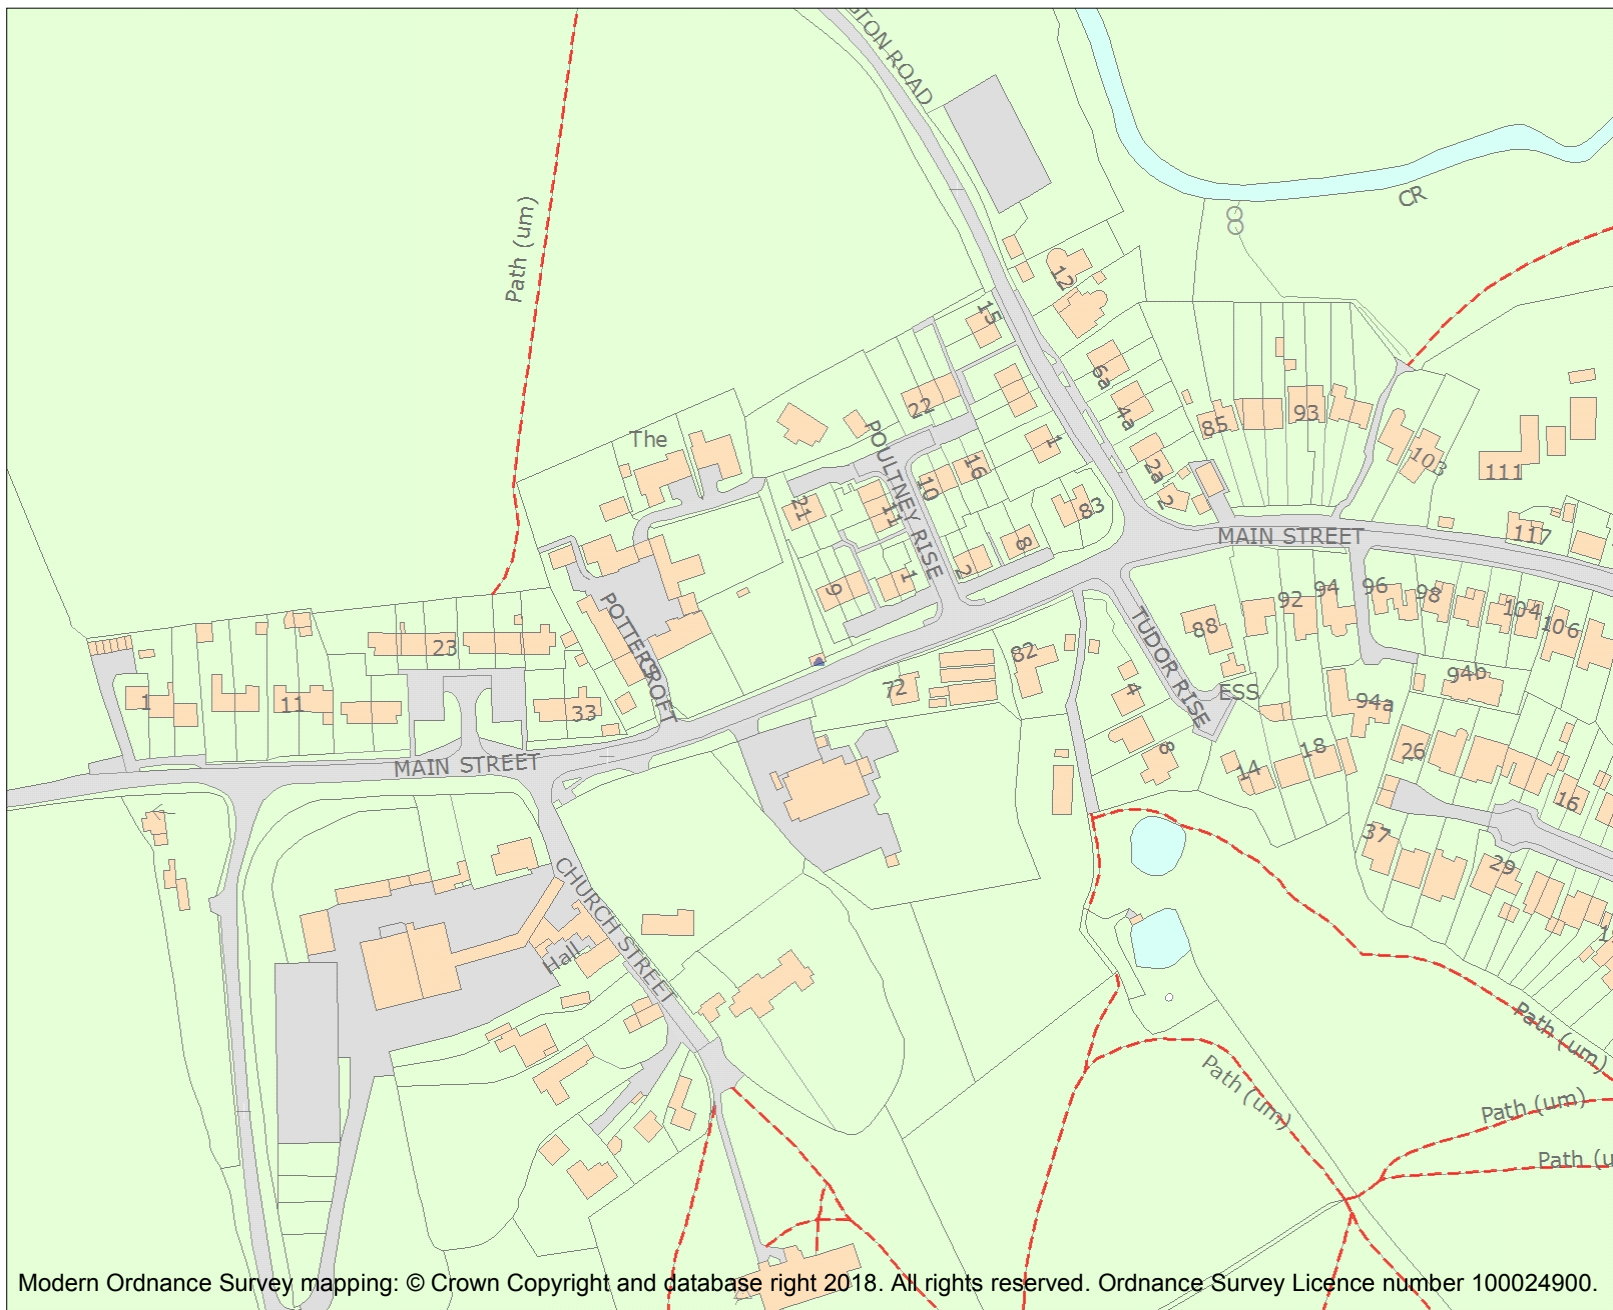 GTON ROAD
Path (um)
CR
12
15
6a
4a
22
The
POULTNEY RISE
1
2a
2
85
93
103
111
16
10
21
11
83
8
MAIN STREET
117
2
1
9
POTTERS CROFT
TUDOR RISE
88
92
94
96
98
104
106
23
82
72
4
ESS
94a
94b
1
11
33
MAIN STREET
8
14
18
26
16
37
29
CHURCH STREET
Hall
Path (um)
Path (um)
Path (um)
Path (u
Modern Ordnance Survey mapping: © Crown Copyright and database right 2018. All rights reserved. Ordnance Survey Licence number 100024900.